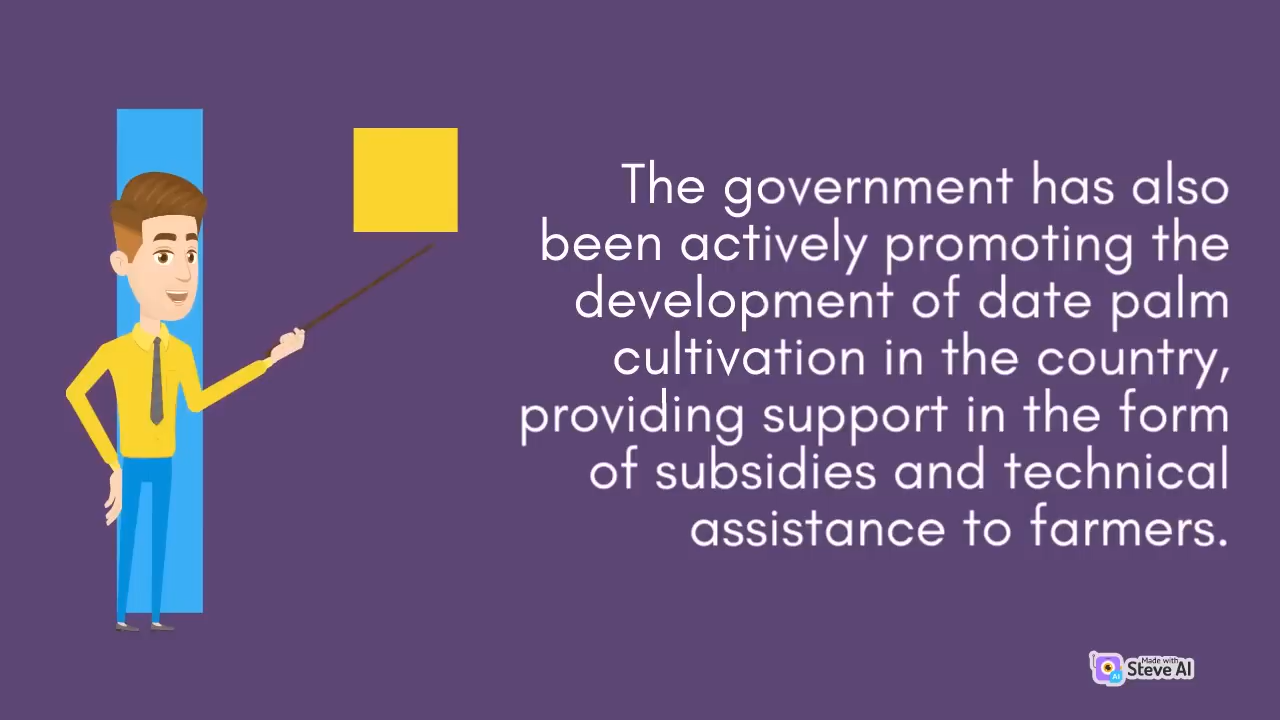 The government has also
been actively promoting the
development of date palm
cultivation in the country,
providing support in the form
of subsidies and technical
assistance to farmers.
Made with
Steve AI
AI